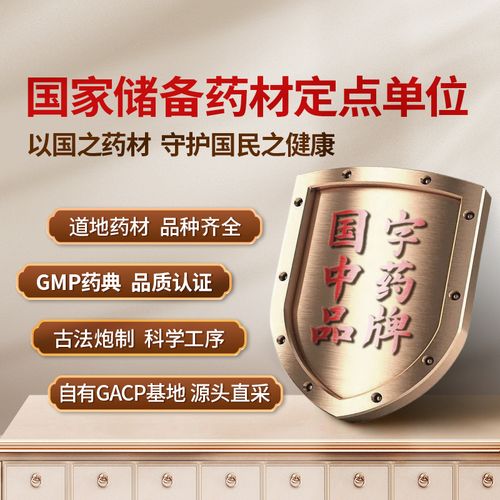 国家储备药材定点单位
以国之药材 守护国民之健康
道地药材 品种齐全
GMP药典 品质认证
古法炮制 科学工序
自有GACP基地 源头直采
国字
中药
品牌